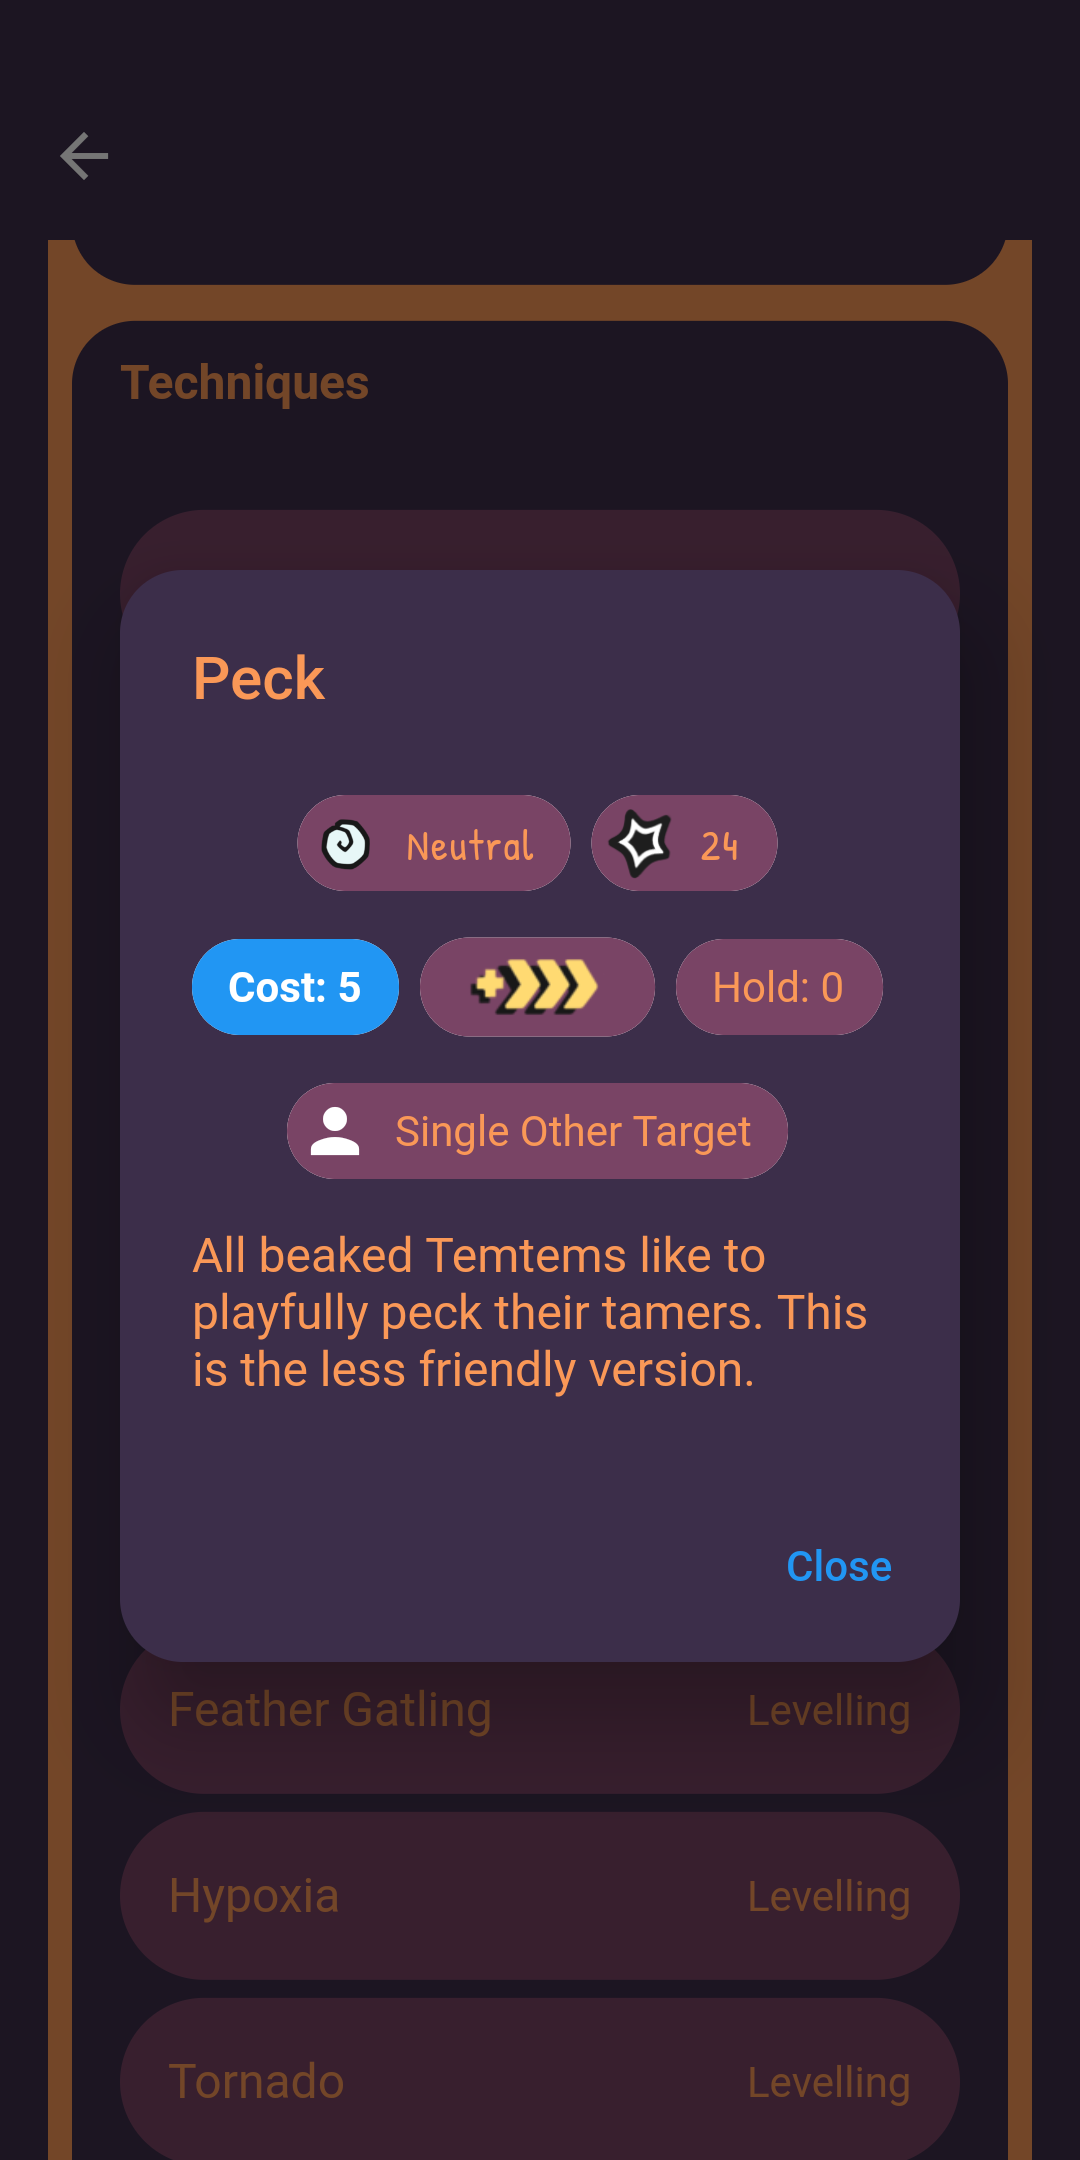 Techniques
Peck
Neutral
24
Cost: 5
Hold: 0
Single Other Target
All beaked Temtems like to
playfully peck their tamers. This
is the less friendly version.
Close
Feather Gatling Levelling
Hypoxia Levelling
Tornado Levelling